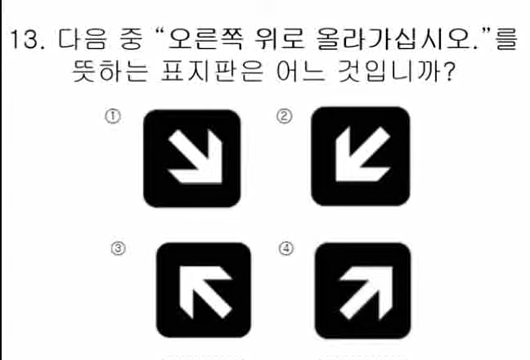 13. 다음 중 “오른쪽 위로 올라가십시오.”를
뜻하는 표지판은 어느 것입니까?
① ②
③ ④